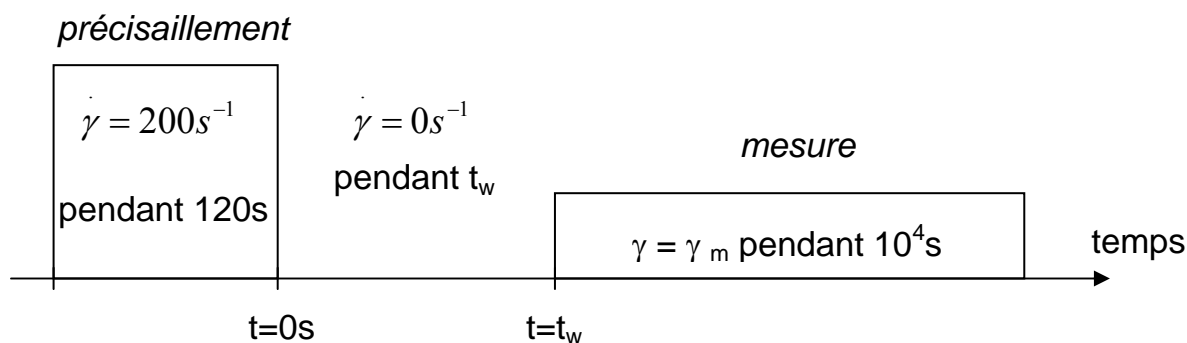 précisaillement
γ̇ = 200s⁻¹
pendant 120s
γ̇ = 0s⁻¹
pendant t_w
mesure
γ = γ_m pendant 10⁴s
temps
t=0s
t=t_w